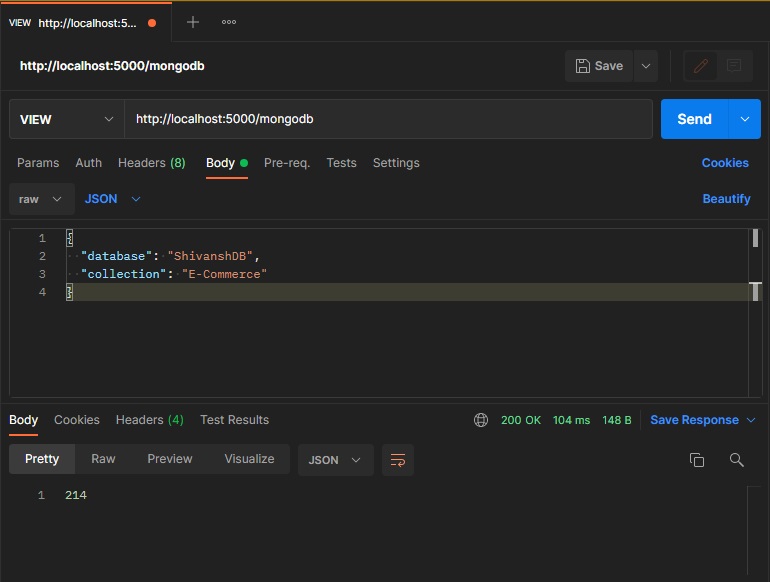 VIEW http://localhost:5...
http://localhost:5000/mongodb
Save
VIEW http://localhost:5000/mongodb Send
Params Auth Headers (8) Body Pre-req. Tests Settings Cookies
raw JSON Beautify
1 {
2 "database": "ShivanshDB",
3 "collection": "E-Commerce"
4 }
Body Cookies Headers (4) Test Results 200 OK 104 ms 148 B Save Response
Pretty Raw Preview Visualize JSON
1 214